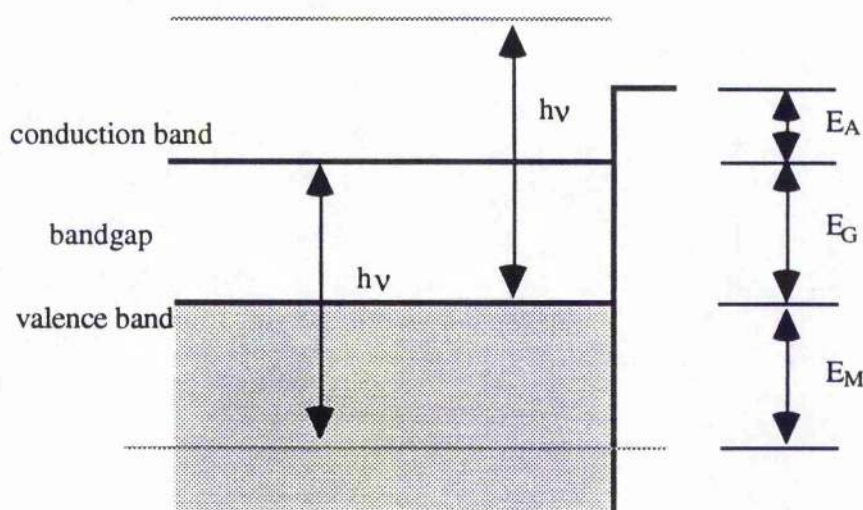 hν
E_A
conduction band
bandgap
E_G
hν
valence band
E_M